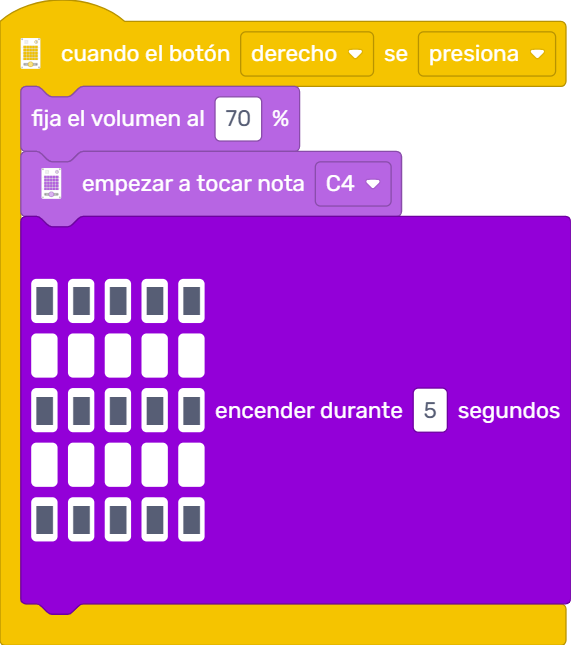 cuando el botón derecho se presiona
fija el volumen al 70 %
empezar a tocar nota C4
encender durante 5 segundos